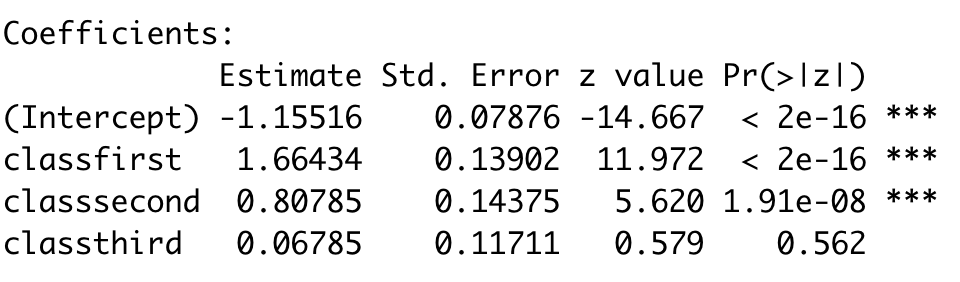 Coefficients:
            Estimate Std. Error z value Pr(>|z|)
(Intercept) -1.15516    0.07876 -14.667  < 2e-16 ***
classfirst   1.66434    0.13902  11.972  < 2e-16 ***
classsecond  0.80785    0.14375   5.620 1.91e-08 ***
classthird   0.06785    0.11711   0.579    0.562